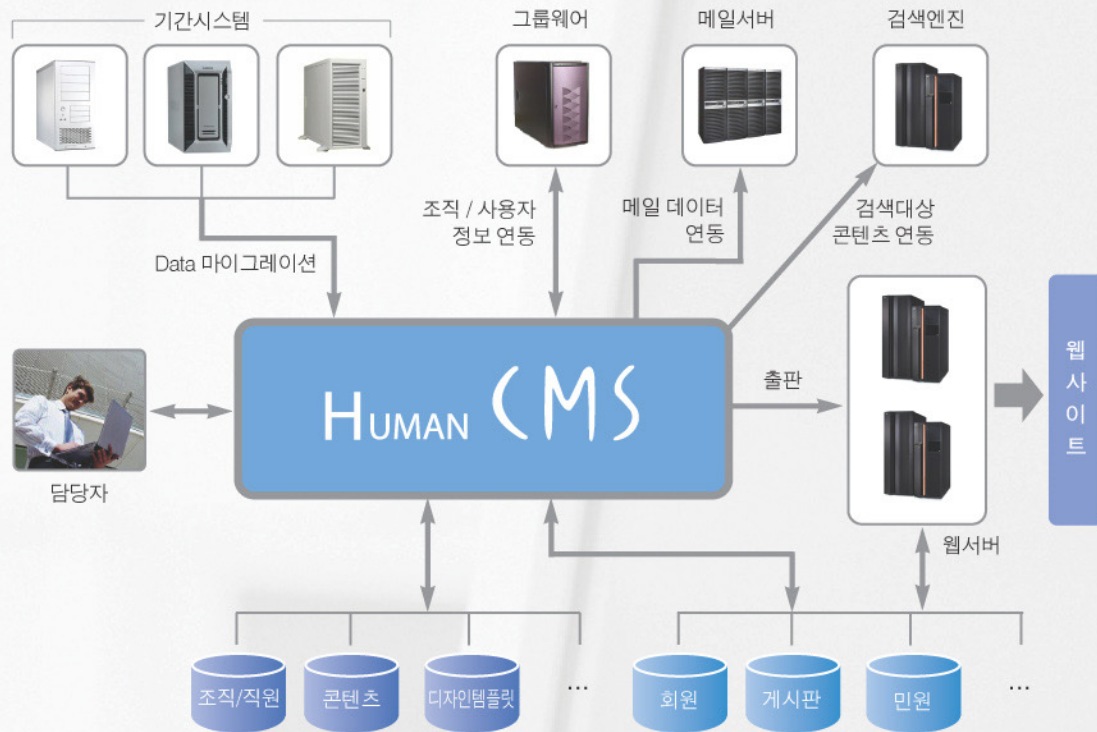 기간시스템
그룹웨어
메일서버
검색엔진
조직 / 사용자
정보 연동
메일 데이터
연동
검색대상
콘텐츠 연동
Data 마이그레이션
HUMAN CMS
출판
웹사이트
담당자
웹서버
조직/직원
콘텐츠
디자인템플릿
...
회원
게시판
민원
...